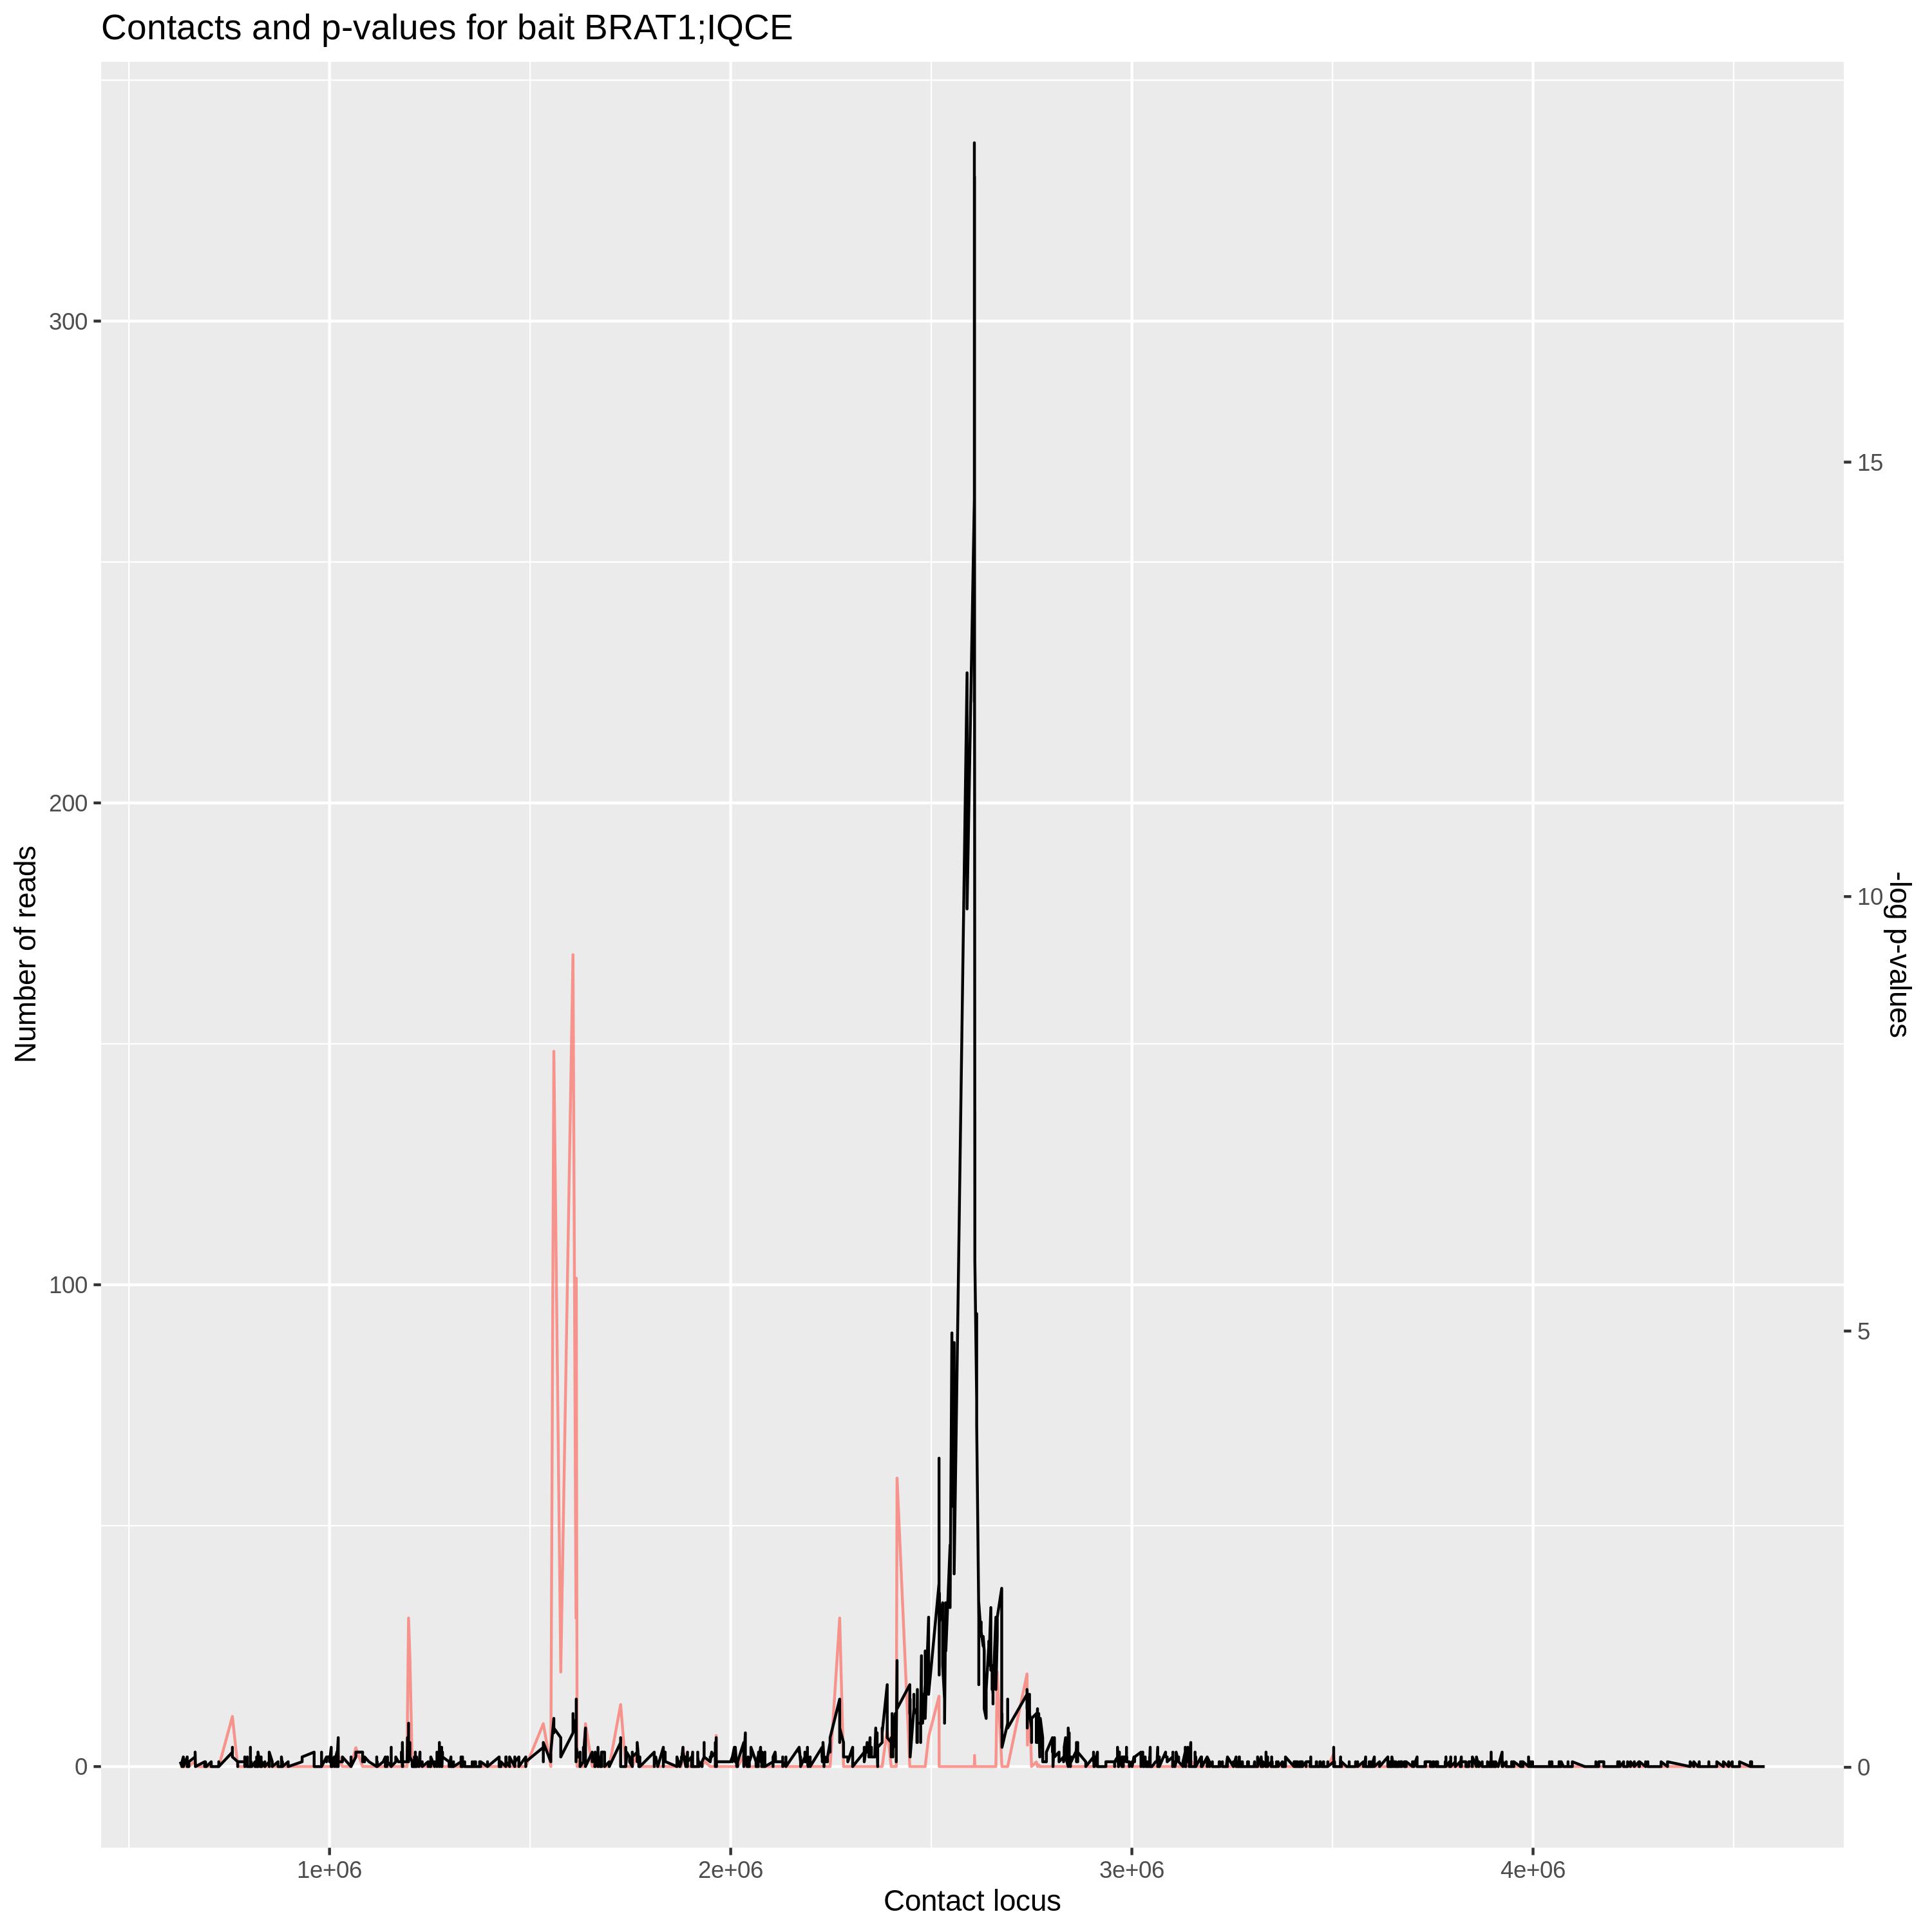 Contacts and p-values for bait BRAT1;IQCE
300
200
100
0
15
10
5
0
Number of reads
-log p-values
1e+06
2e+06
3e+06
4e+06
Contact locus